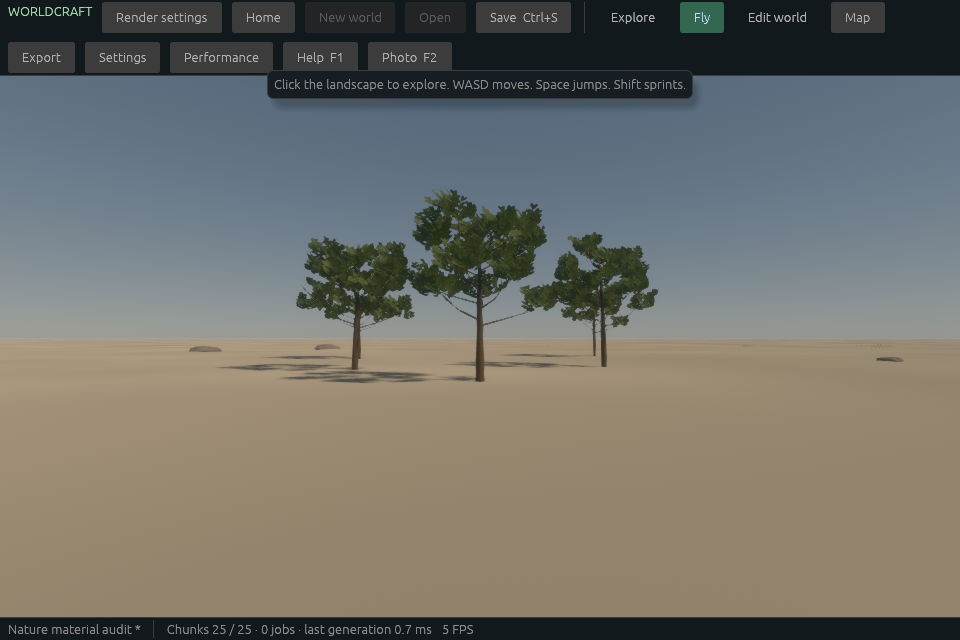 WORLDCRAFT Render settings Home New world Open Save Ctrl+S Explore Fly Edit world Map
Export Settings Performance Help F1 Photo F2
Click the landscape to explore. WASD moves. Space jumps. Shift sprints.
Nature material audit * Chunks 25 / 25 · 0 jobs · last generation 0.7 ms 5 FPS